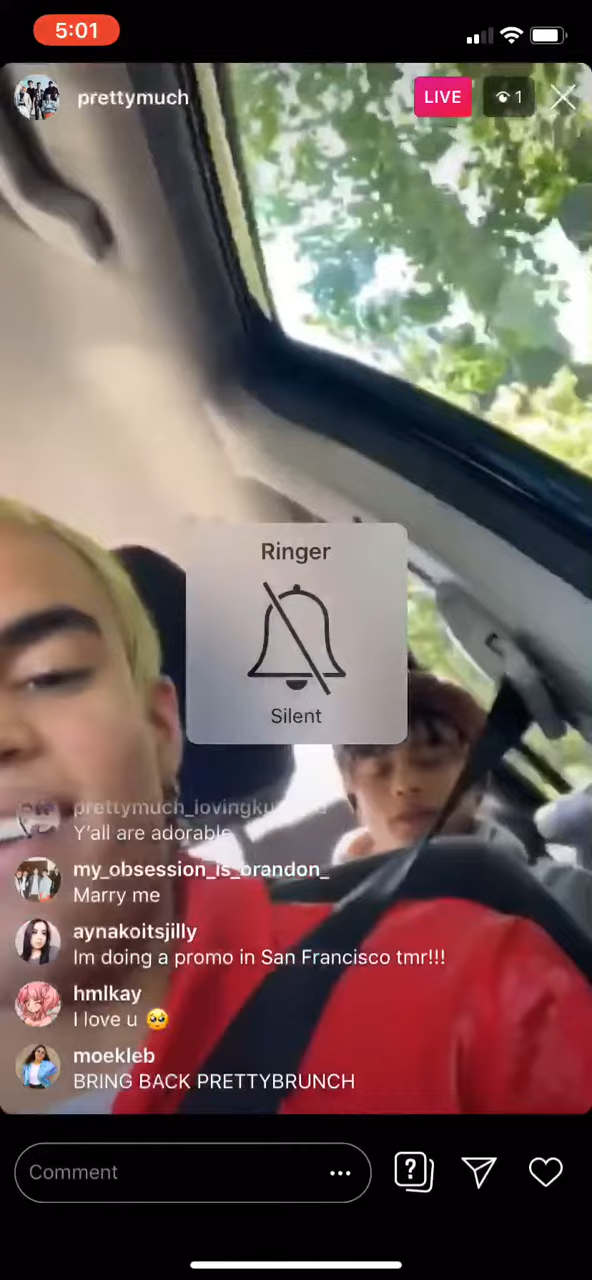 5:01
prettymuch
LIVE
1
Ringer
Silent
Y'all are adorable
my_obsession_is_brandon_
Marry me
aynakoitsjilly
Im doing a promo in San Francisco tmr!!!
hmlkay
I love u 🥺
moekleb
BRING BACK PRETTYBRUNCH
Comment